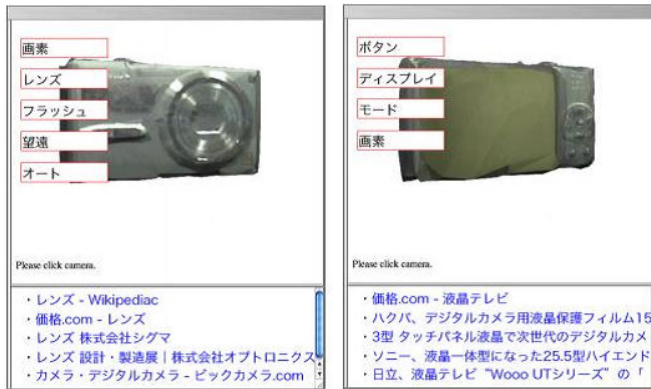 画素
レンズ
フラッシュ
望遠
オート
Please click camera.
・レンズ - Wikipediac
・価格.com - レンズ
・レンズ 株式会社シグマ
・レンズ 設計・製造展 | 株式会社オプトロニクス
・カメラ・デジタルカメラ - ビックカメラ.com
ボタン
ディスプレイ
モード
画素
Please click camera.
・価格.com - 液晶テレビ
・ハクバ、デジタルカメラ用液晶保護フィルム15
・3型 タッチパネル液晶で次世代のデジタルカメ
・ソニー、液晶一体型になった25.5型ハイエンド
・日立、液晶テレビ“Wooo UTシリーズ”の「